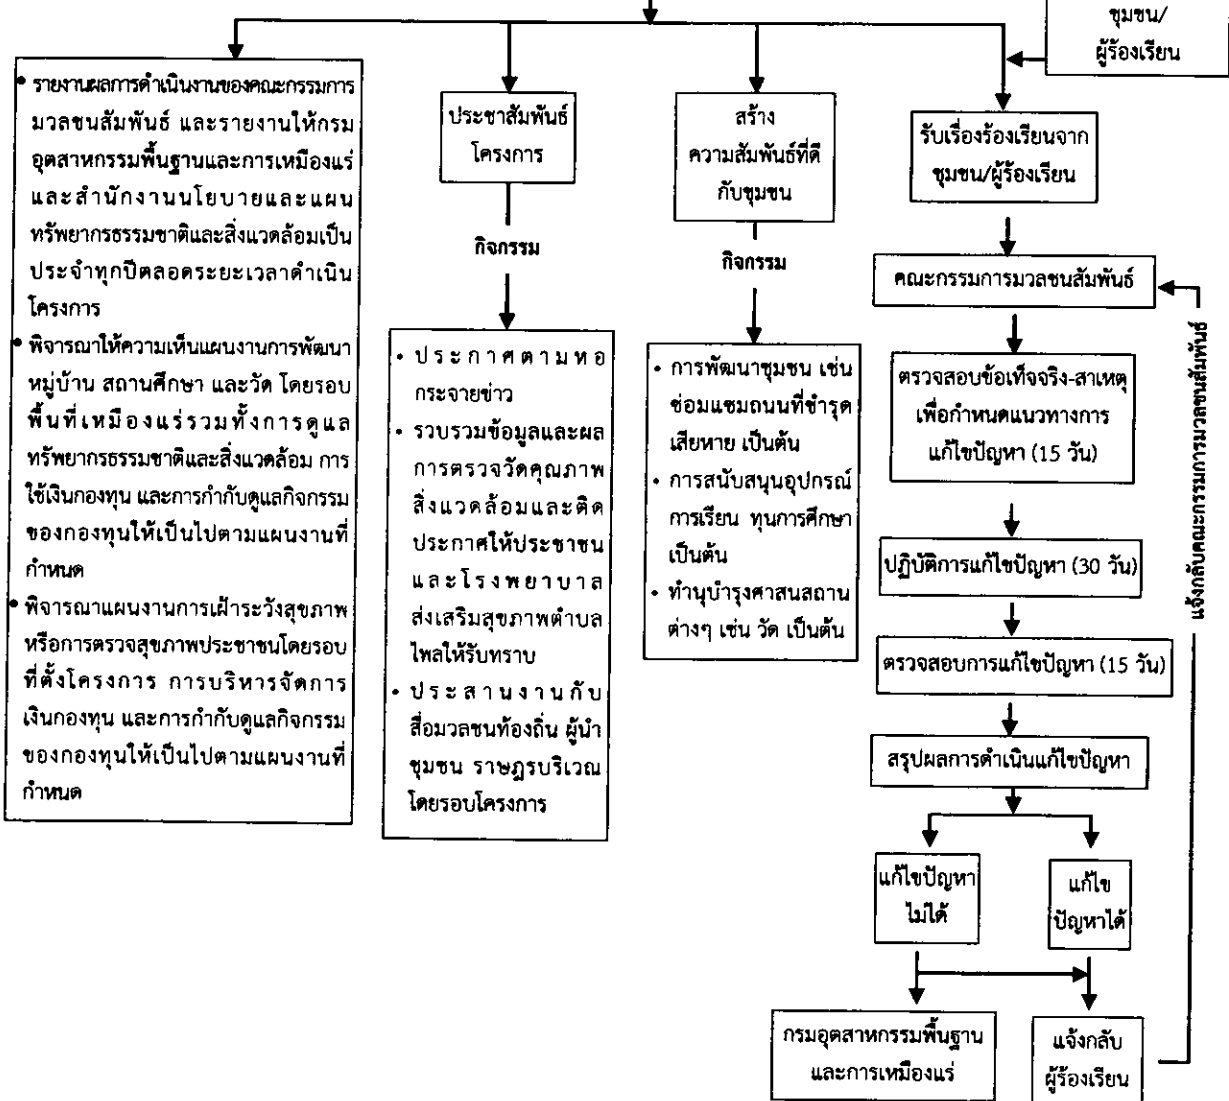 ชุมชน/
ผู้ร้องเรียน
• รายงานผลการดำเนินงานของคณะกรรมการ
มวลชนสัมพันธ์ และรายงานให้กรม
อุตสาหกรรมพื้นฐานและการเหมืองแร่
และสำนักงานนโยบายและแผน
ทรัพยากรธรรมชาติและสิ่งแวดล้อมเป็น
ประจำทุกปีตลอดระยะเวลาดำเนิน
โครงการ
• พิจารณาให้ความเห็นแผนงานการพัฒนา
หมู่บ้าน สถานศึกษา และวัด โดยรอบ
พื้นที่เหมืองแร่รวมทั้งการดูแล
ทรัพยากรธรรมชาติและสิ่งแวดล้อม การ
ใช้เงินกองทุน และการกำกับดูแลกิจกรรม
ของกองทุนให้เป็นไปตามแผนงานที่
กำหนด
• พิจารณาแผนงานการเฝ้าระวังสุขภาพ
หรือการตรวจสุขภาพประชาชนโดยรอบ
ที่ตั้งโครงการ การบริหารจัดการ
เงินกองทุน และการกำกับดูแลกิจกรรม
ของกองทุนให้เป็นไปตามแผนงานที่
กำหนด
ประชาสัมพันธ์
โครงการ
กิจกรรม
• ประกาศตามหอ
กระจายข่าว
• รวบรวมข้อมูลและผล
การตรวจวัดคุณภาพ
สิ่งแวดล้อมและติด
ประกาศให้ประชาชน
และโรงพยาบาล
ส่งเสริมสุขภาพตำบล
ไพลให้รับทราบ
• ประสานงานกับ
สื่อมวลชนท้องถิ่น ผู้นำ
ชุมชน ราษฎรบริเวณ
โดยรอบโครงการ
สร้าง
ความสัมพันธ์ที่ดี
กับชุมชน
กิจกรรม
• การพัฒนาชุมชน เช่น
ซ่อมแซมถนนที่ชำรุด
เสียหาย เป็นต้น
• การสนับสนุนอุปกรณ์
การเรียน ทุนการศึกษา
เป็นต้น
• ทำนุบำรุงศาสนสถาน
ต่างๆ เช่น วัด เป็นต้น
รับเรื่องร้องเรียนจาก
ชุมชน/ผู้ร้องเรียน
คณะกรรมการมวลชนสัมพันธ์
ตรวจสอบข้อเท็จจริง-สาเหตุ
เพื่อกำหนดแนวทางการ
แก้ไขปัญหา (15 วัน)
ปฏิบัติการแก้ไขปัญหา (30 วัน)
ตรวจสอบการแก้ไขปัญหา (15 วัน)
สรุปผลการดำเนินแก้ไขปัญหา
แก้ไขปัญหา
ไม่ได้
แก้ไข
ปัญหาได้
กรมอุตสาหกรรมพื้นฐาน
และการเหมืองแร่
แจ้งกลับ
ผู้ร้องเรียน
แจ้งกลับคณะกรรมการมวลชนสัมพันธ์